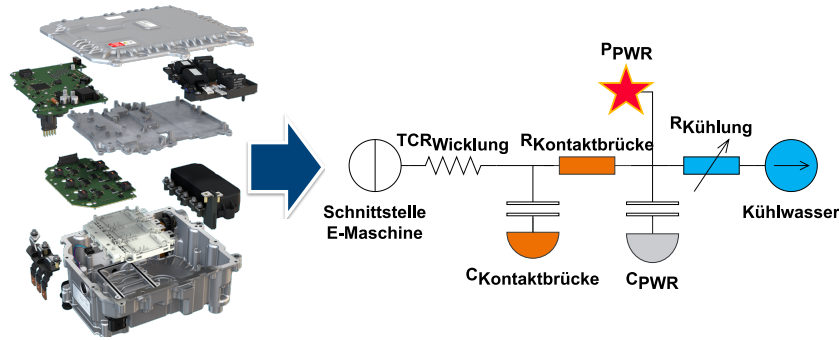 PPWR
TCRWicklung
RKontaktbrücke
RKühlung
Schnittstelle
E-Maschine
Kühlwasser
CKontaktbrücke
CPWR